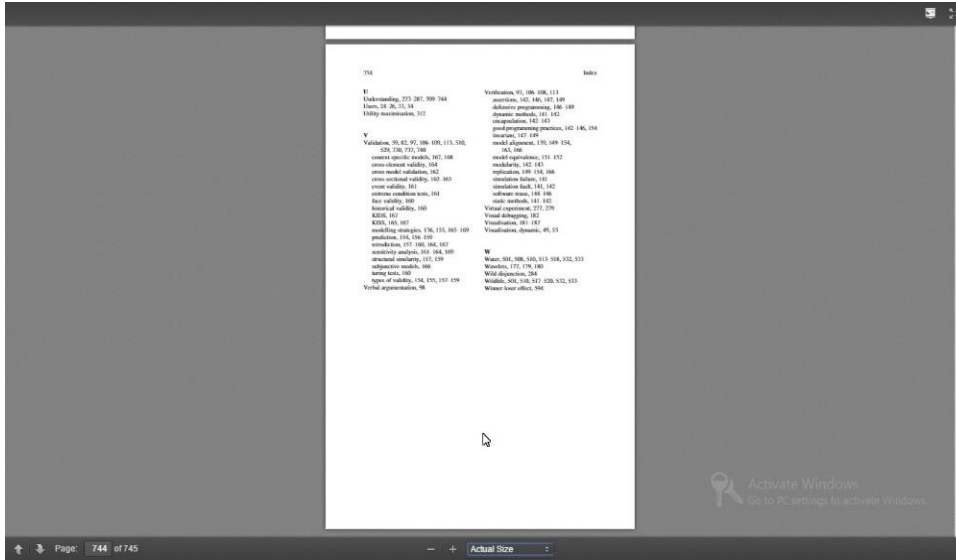 754 Index
U
Understanding, 273–287, 709–744
Users, 24–26, 33, 34
Utility maximisation, 312
V
Validation, 59, 82, 97, 106–109, 113, 510,
529, 730, 737, 740
context-specific models, 167, 168
cross-element validity, 164
cross-model validation, 162
cross-sectional validity, 162–163
event validity, 161
extreme condition tests, 161
face validity, 160
historical validity, 160
KIDS, 167
KISS, 165, 167
modelling strategies, 136, 155, 165–169
prediction, 154, 156–159
retrodiction, 157–160, 164, 167
sensitivity analysis, 161–164, 169
structural similarity, 157, 159
subjunctive models, 166
turing tests, 160
types of validity, 154, 155, 157–159
Verbal argumentation, 98
Verification, 97, 106–108, 113
assertions, 142, 146, 147, 149
defensive programming, 146–149
dynamic methods, 141–142
encapsulation, 142–143
good programming practices, 142–146, 154
invariant, 147–149
model alignment, 139, 149–154,
163, 166
model equivalence, 151–152
modularity, 142–143
replication, 149–154, 166
simulation failure, 141
simulation fault, 141, 142
software reuse, 144–146
static methods, 141–142
Virtual experiment, 277, 279
Visual debugging, 182
Visualisation, 181–187
Visualisation, dynamic, 49, 53
W
Water, 501, 508, 510, 513–518, 532, 533
Wavelets, 177, 179, 180
Wild disjunction, 284
Wildlife, 501, 510, 517–520, 532, 533
Winner loser effect, 594
Activate Windows
Go to PC settings to activate Windows.
Page: 744 of 745 Actual Size